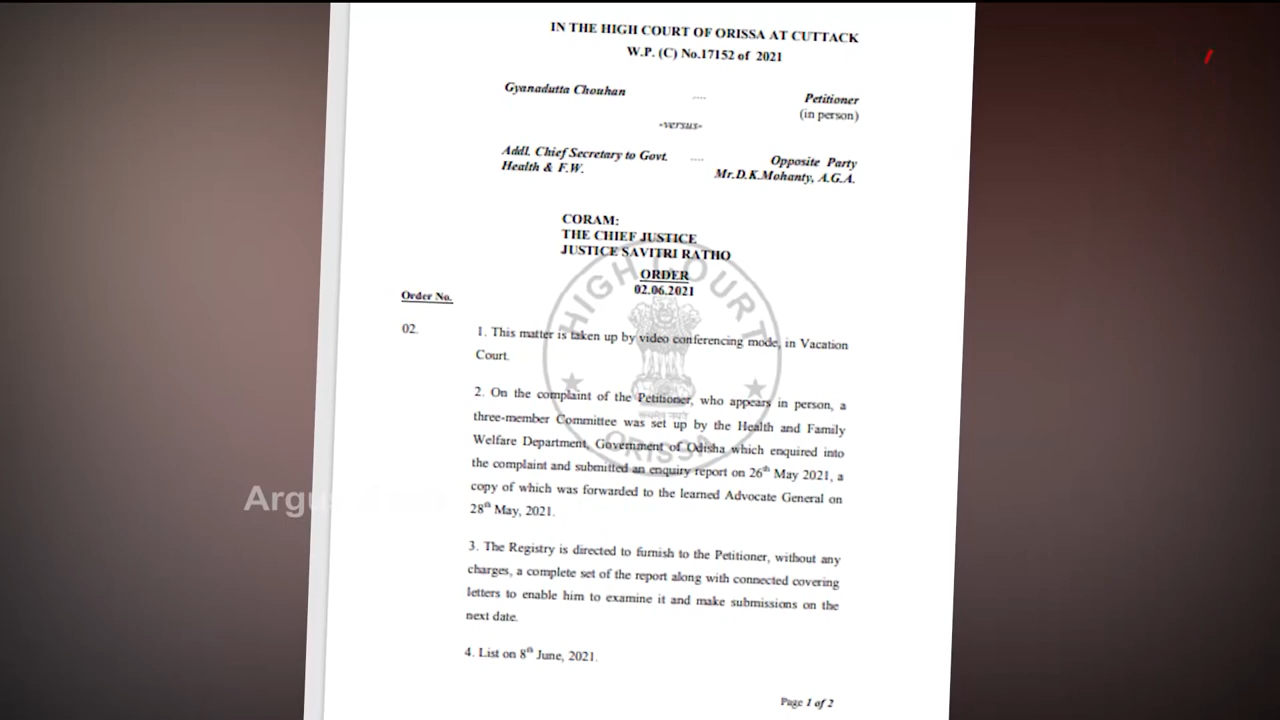 IN THE HIGH COURT OF ORISSA AT CUTTACK
W.P. (C) No.17152 of 2021
Gyanadutta Chouhan .... Petitioner
(in person)
-versus-
Addl. Chief Secretary to Govt. .... Opposite Party
Health & F.W. Mr.D.K.Mohanty, A.G.A.
CORAM:
THE CHIEF JUSTICE
JUSTICE SAVITRI RATHO
ORDER
02.06.2021
Order No.
02. 1. This matter is taken up by video conferencing mode, in Vacation
Court.
2. On the complaint of the Petitioner, who appears in person, a
three-member Committee was set up by the Health and Family
Welfare Department, Government of Odisha which enquired into
the complaint and submitted an enquiry report on 26th May 2021, a
copy of which was forwarded to the learned Advocate General on
28th May, 2021.
3. The Registry is directed to furnish to the Petitioner, without any
charges, a complete set of the report along with connected covering
letters to enable him to examine it and make submissions on the
next date.
4. List on 8th June, 2021.
Page 1 of 2
HIGH COURT
ORISSA